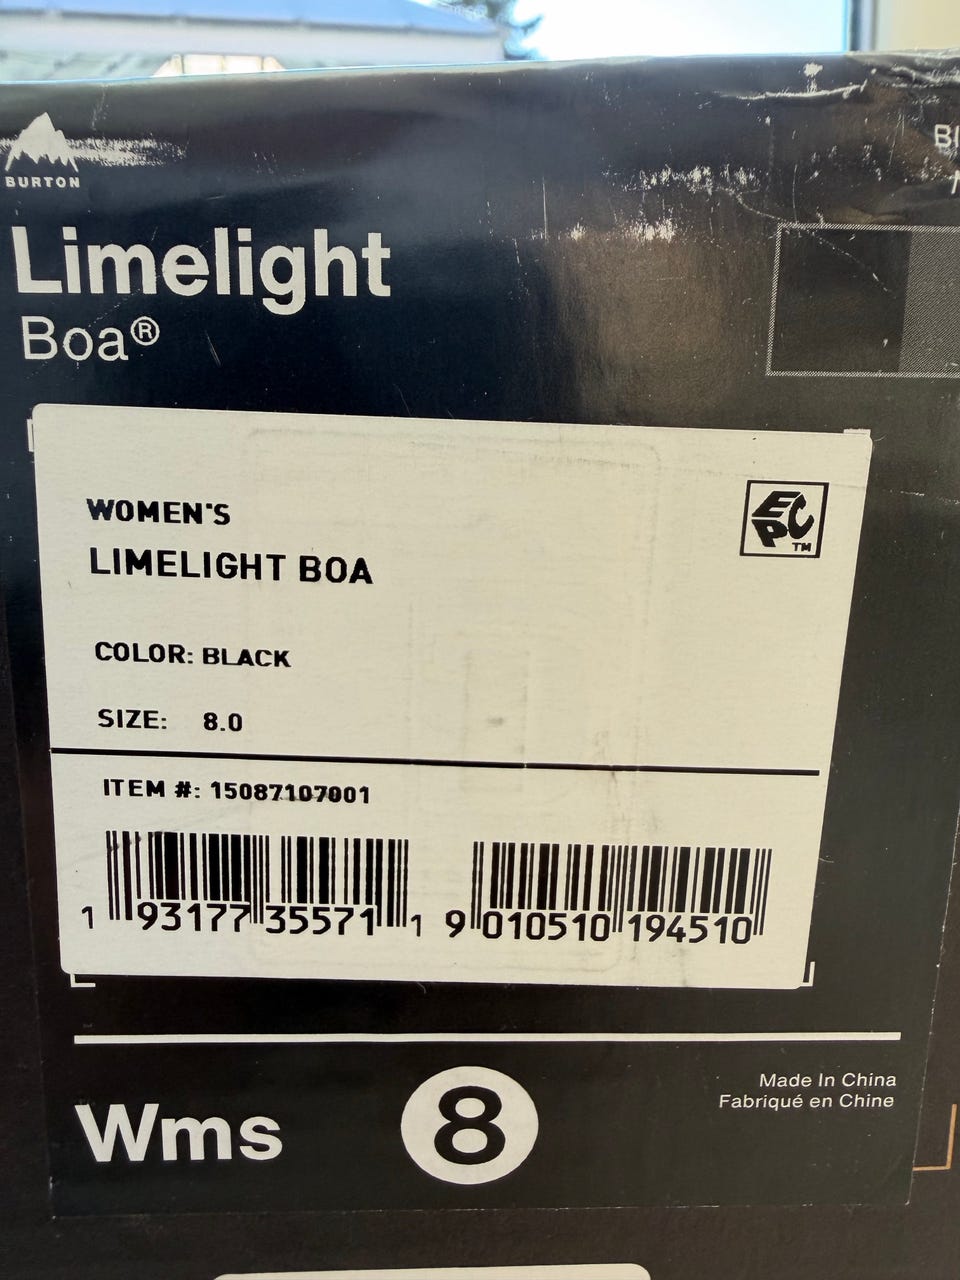 BURTON
Limelight
Boa®
WOMEN'S
LIMELIGHT BOA
EPC™
COLOR: BLACK
SIZE: 8.0
ITEM #: 15087107001
1 93177 35571 1
9 010510 194510
Wms 8
Made In China
Fabriqué en Chine